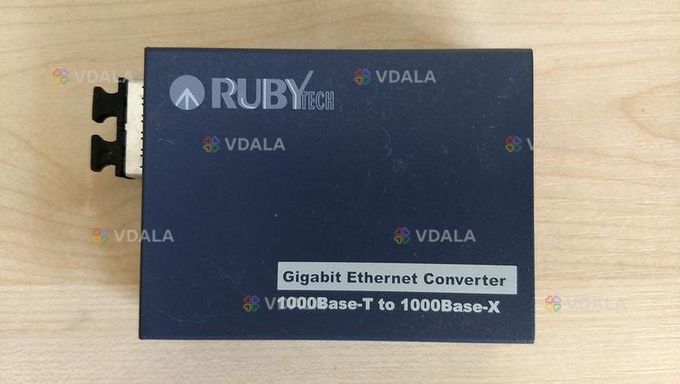 VDALA VDALA
RUBYTECH
VDALA VDALA
VDALA VDALA
Gigabit Ethernet Converter
1000Base-T to 1000Base-X
VDALA VDALA